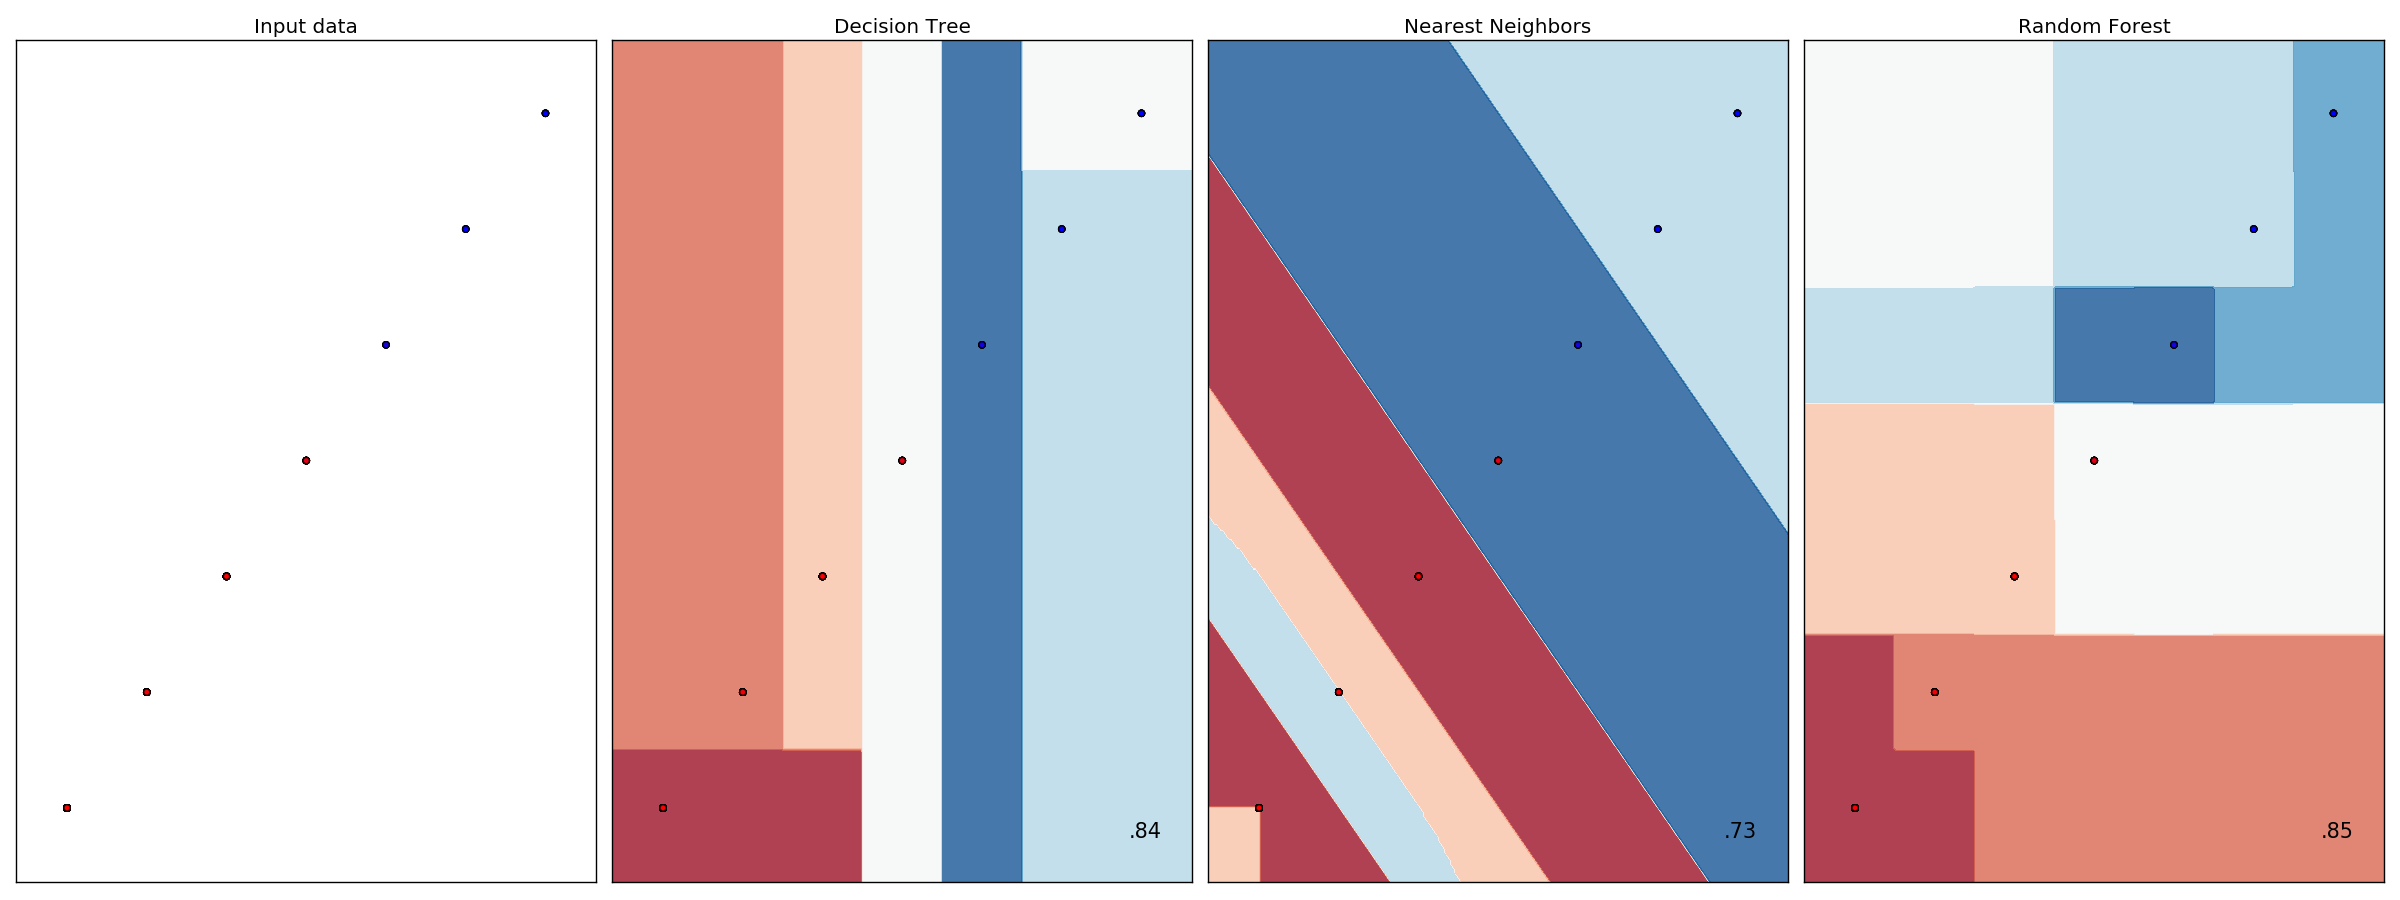 Input data
Decision Tree
Nearest Neighbors
Random Forest
.84
.73
.85